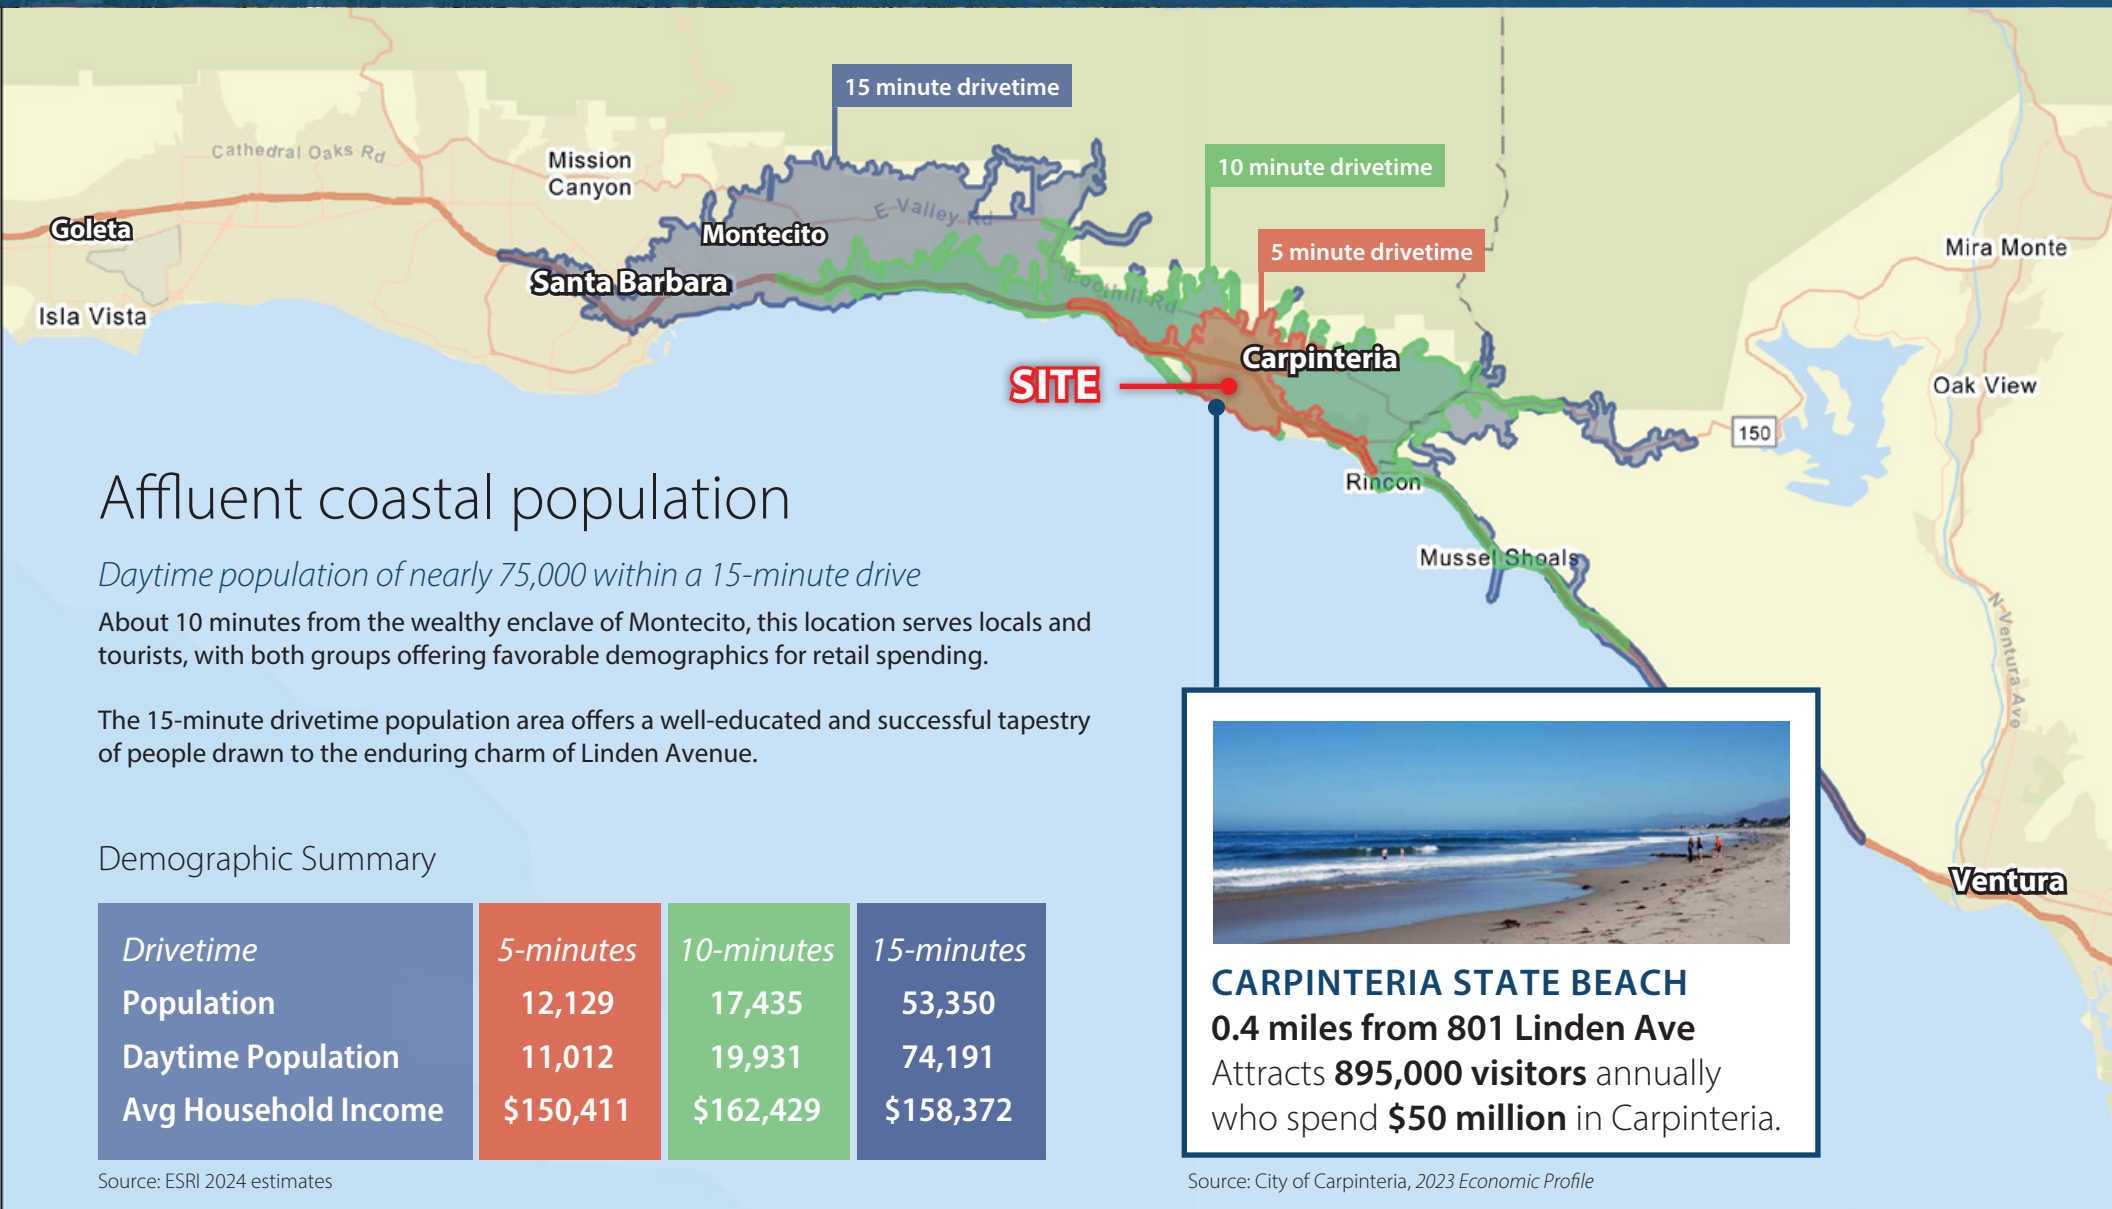 15 minute drivetime
10 minute drivetime
5 minute drivetime
Cathedral Oaks Rd
Mission
Canyon
Goleta
Montecito
E Valley Rd
Santa Barbara
Isla Vista
Foothill Rd
Carpinteria
SITE
Mira Monte
Oak View
150
Rincon
Mussel Shoals
N Ventura Ave
Ventura
Affluent coastal population
Daytime population of nearly 75,000 within a 15-minute drive
About 10 minutes from the wealthy enclave of Montecito, this location serves locals and
tourists, with both groups offering favorable demographics for retail spending.
The 15-minute drivetime population area offers a well-educated and successful tapestry
of people drawn to the enduring charm of Linden Avenue.
Demographic Summary
Drivetime 5-minutes 10-minutes 15-minutes
Population 12,129 17,435 53,350
Daytime Population 11,012 19,931 74,191
Avg Household Income $150,411 $162,429 $158,372
Source: ESRI 2024 estimates
CARPINTERIA STATE BEACH
0.4 miles from 801 Linden Ave
Attracts 895,000 visitors annually
who spend $50 million in Carpinteria.
Source: City of Carpinteria, 2023 Economic Profile